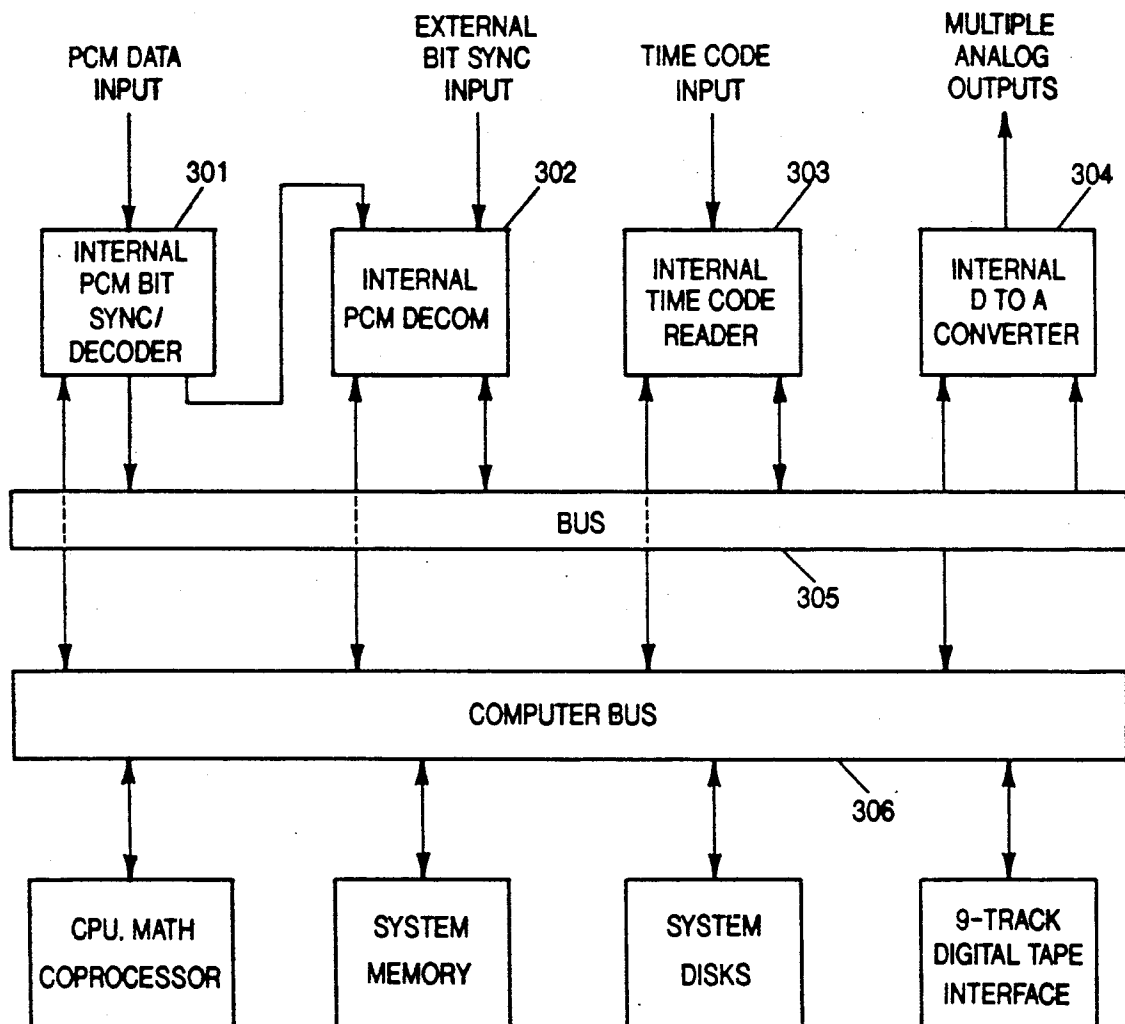 PCM DATA
INPUT
EXTERNAL
BIT SYNC
INPUT
TIME CODE
INPUT
MULTIPLE
ANALOG
OUTPUTS
301
302
303
304
INTERNAL
PCM BIT
SYNC/
DECODER
INTERNAL
PCM DECOM
INTERNAL
TIME CODE
READER
INTERNAL
D TO A
CONVERTER
BUS
305
COMPUTER BUS
306
CPU. MATH
COPROCESSOR
SYSTEM
MEMORY
SYSTEM
DISKS
9-TRACK
DIGITAL TAPE
INTERFACE